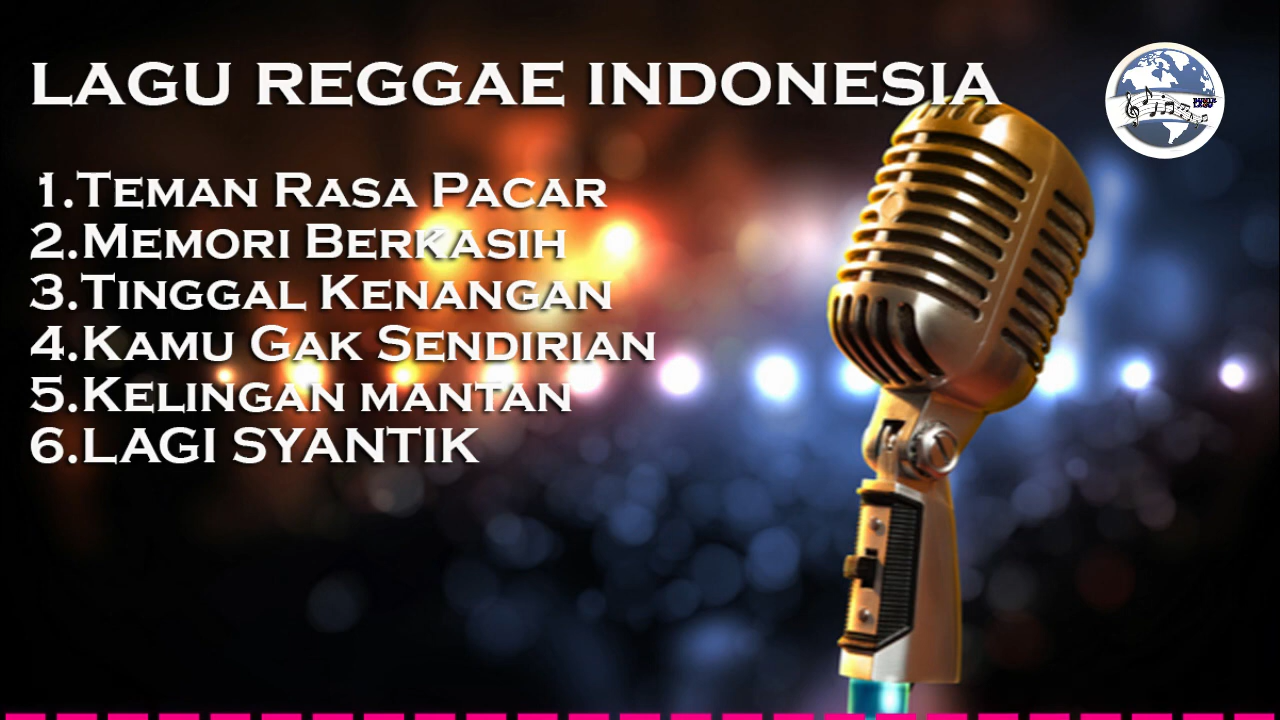 LAGU REGGAE INDONESIA
1.Teman Rasa Pacar
2.Memori Berkasih
3.Tinggal Kenangan
4.Kamu Gak Sendirian
5.Kelingan mantan
6.LAGI SYANTIK